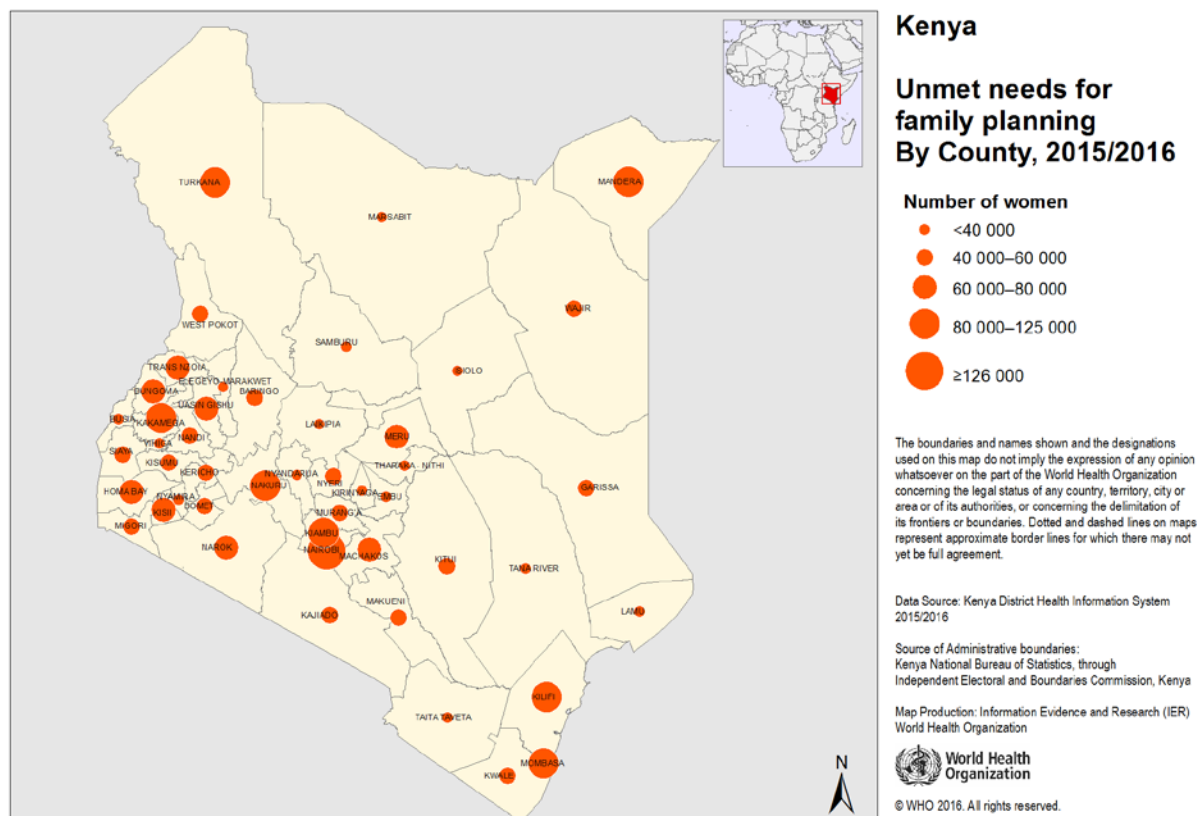 Kenya
Unmet needs for
family planning
By County, 2015/2016
Number of women
<40 000
40 000–60 000
60 000–80 000
80 000–125 000
≥126 000
The boundaries and names shown and the designations
used on this map do not imply the expression of any opinion
whatsoever on the part of the World Health Organization
concerning the legal status of any country, territory, city or
area or of its authorities, or concerning the delimitation of
its frontiers or boundaries. Dotted and dashed lines on maps
represent approximate border lines for which there may not
yet be full agreement.
Data Source: Kenya District Health Information System
2015/2016
Source of Administrative boundaries:
Kenya National Bureau of Statistics, through
Independent Electoral and Boundaries Commission, Kenya
Map Production: Information Evidence and Research (IER)
World Health Organization
World Health
Organization
© WHO 2016. All rights reserved.
N
TURKANA
MANDERA
MARSABIT
WAJIR
WEST POKOT
SAMBURU
ISIOLO
TRANS NZOIA
ELEGEYO-MARAKWET
BUNGOMA
BARINGO
UASIN GISHU
BUSIA
KAKAMEGA
LAIKIPIA
NANDI
MERU
VIHIGA
SIAYA
KISUMU
THARAKA - NITHI
KERICHO
NYANDARUA
NYERI
NAKURU
GARISSA
HOMA BAY
KIRINYAGA
EMBU
NYAMIRA
BOMET
KISII
MURANG'A
MIGORI
KIAMBU
NAROK
NAIROBI
MACHAKOS
KITUI
TANA RIVER
MAKUENI
LAMU
KAJIADO
KILIFI
TAITA TAVETA
MOMBASA
KWALE